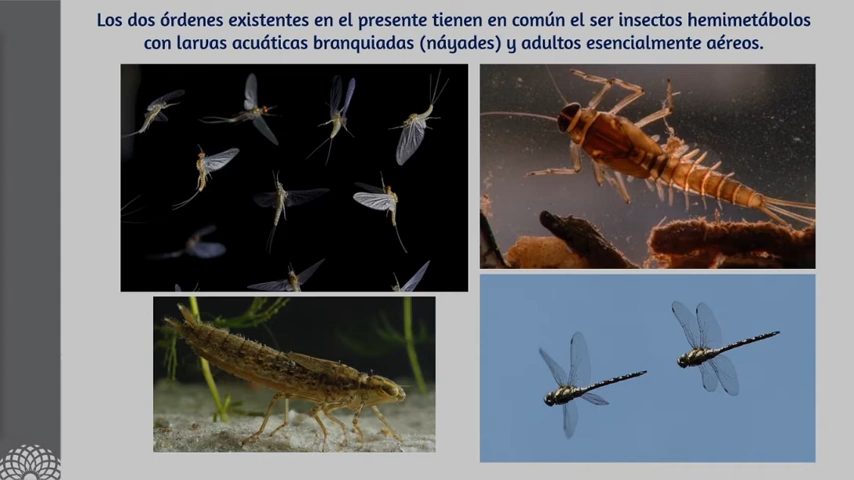 Los dos órdenes existentes en el presente tienen en común el ser insectos hemimetábolos
con larvas acuáticas branquiadas (náyades) y adultos esencialmente aéreos.